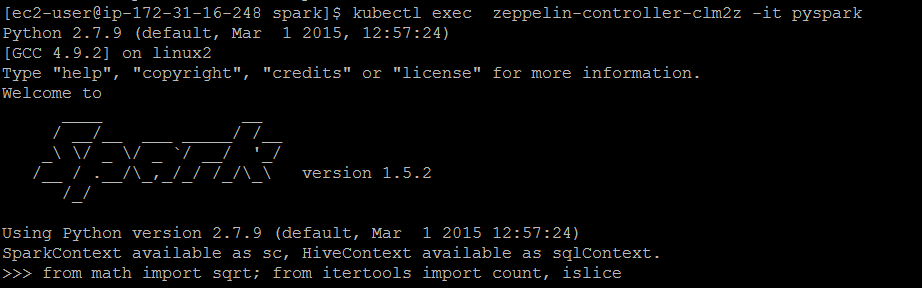 [ec2-user@ip-172-31-16-248 spark]$ kubectl exec  zeppelin-controller-clm2z -it pyspark
Python 2.7.9 (default, Mar  1 2015, 12:57:24)
[GCC 4.9.2] on linux2
Type "help", "copyright", "credits" or "license" for more information.
Welcome to
      ____              __
     / __/__  ___ _____/ /__
    _\ \/ _ \/ _ `/ __/  '_/
   /__ / .__/\_,_/_/ /_/\_\   version 1.5.2
      /_/
Using Python version 2.7.9 (default, Mar  1 2015 12:57:24)
SparkContext available as sc, HiveContext available as sqlContext.
>>> from math import sqrt; from itertools import count, islice